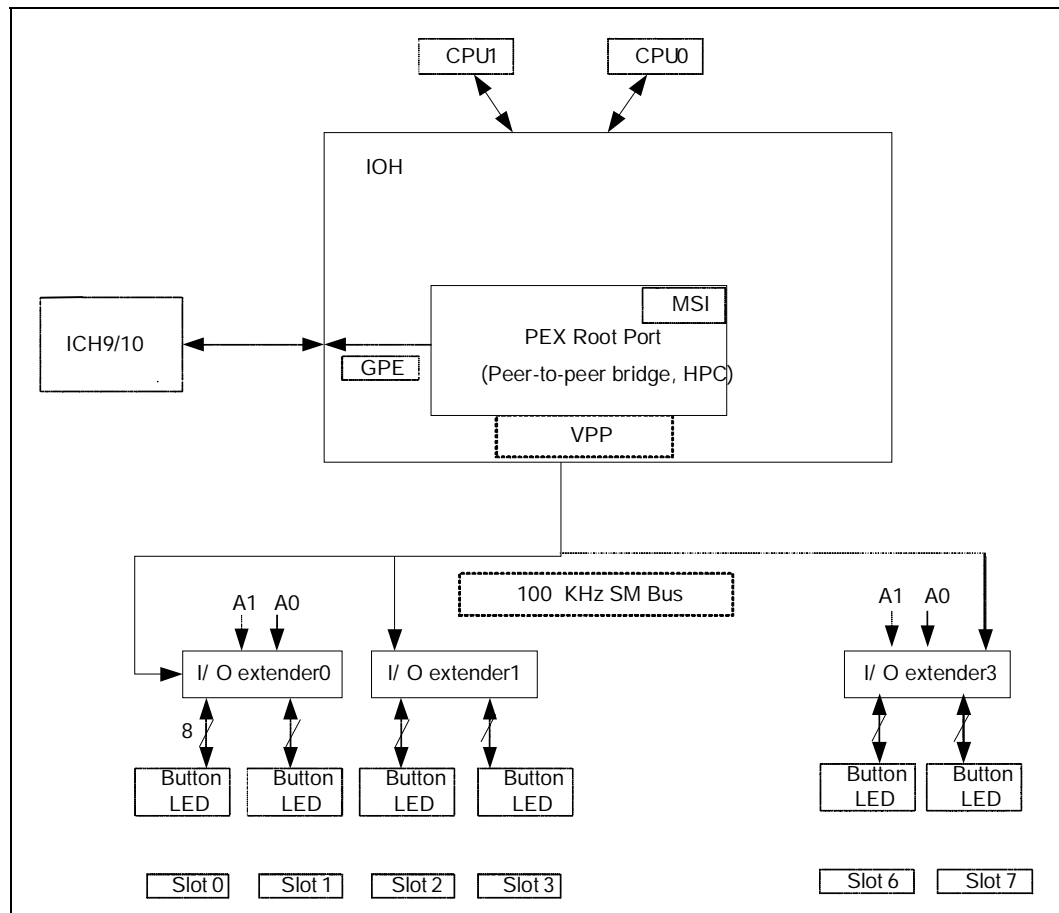 CPU1
CPU0
IOH
MSI
PEX Root Port
(Peer-to-peer bridge, HPC)
ICH9/10
GPE
VPP
100 KHz SM Bus
A1 A0
A1 A0
I/ O extender0
I/ O extender1
I/ O extender3
8
Button
LED
Button
LED
Button
LED
Button
LED
Button
LED
Button
LED
Slot 0
Slot 1
Slot 2
Slot 3
Slot 6
Slot 7